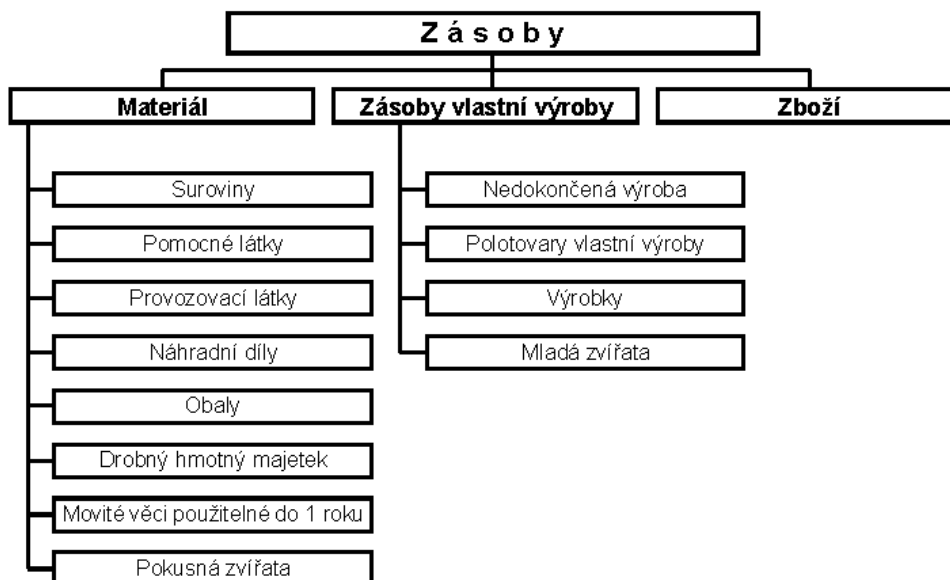 Zásoby
Materiál
Zásoby vlastní výroby
Zboží
Suroviny
Pomocné látky
Provozovací látky
Náhradní díly
Obaly
Drobný hmotný majetek
Movité věci použitelné do 1 roku
Pokusná zvířata
Nedokončená výroba
Polotovary vlastní výroby
Výrobky
Mladá zvířata